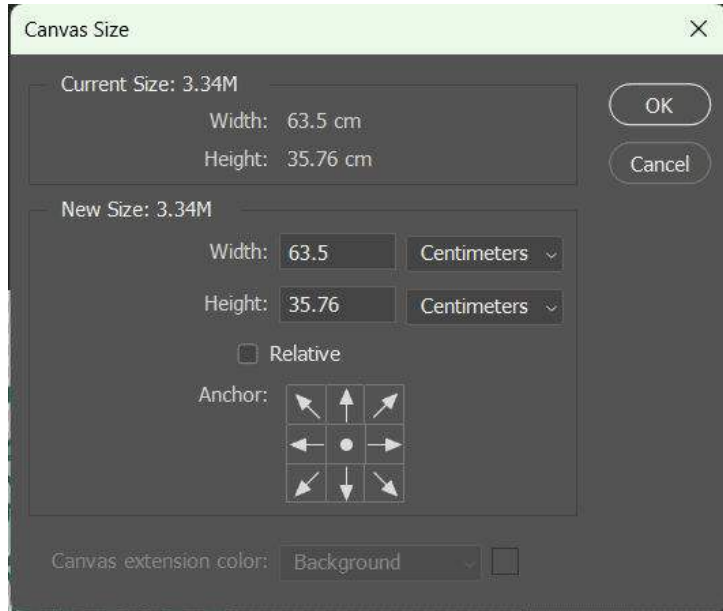 Canvas Size
Current Size: 3.34M
OK
Width: 63.5 cm
Height: 35.76 cm
Cancel
New Size: 3.34M
Width: 63.5 Centimeters
Height: 35.76 Centimeters
Relative
Anchor:
Canvas extension color: Background